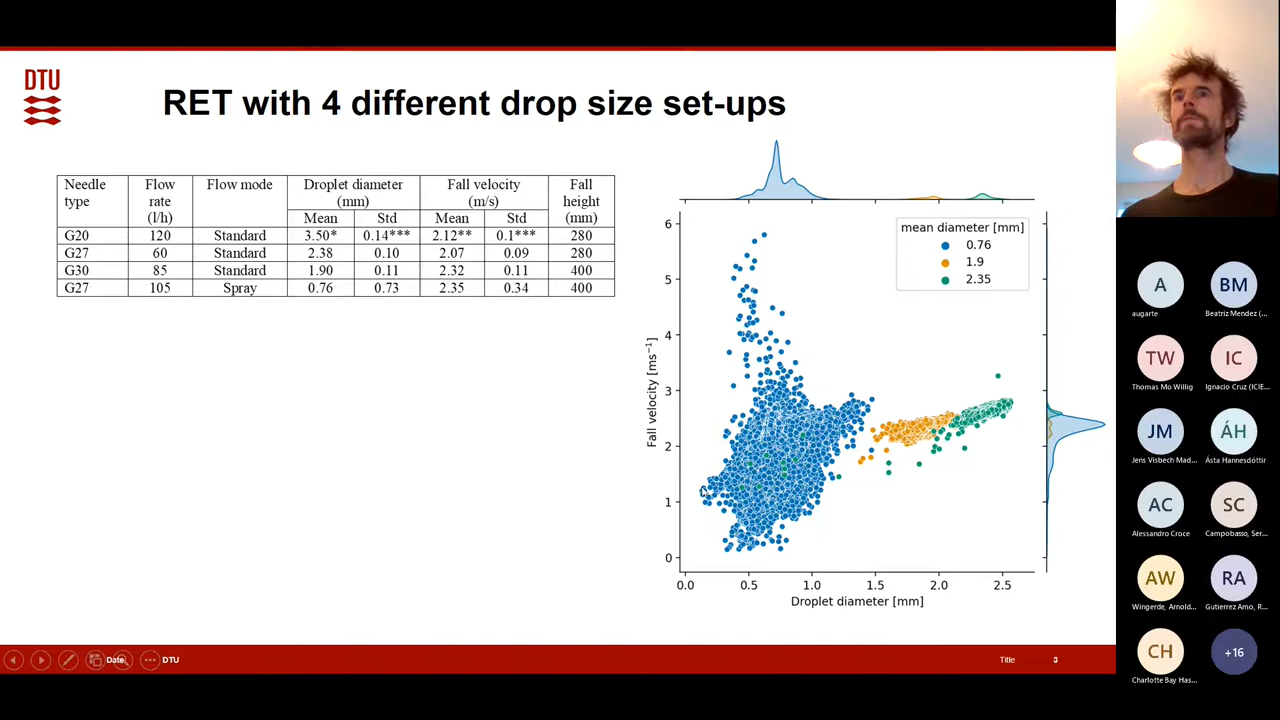 DTU
RET with 4 different drop size set-ups
Needle type Flow rate (l/h) Flow mode Droplet diameter (mm) Fall velocity (m/s) Fall height (mm)
Mean Std Mean Std
G20 120 Standard 3.50* 0.14*** 2.12** 0.1*** 280
G27 60 Standard 2.38 0.10 2.07 0.09 280
G30 85 Standard 1.90 0.11 2.32 0.11 400
G27 105 Spray 0.76 0.73 2.35 0.34 400
mean diameter [mm]
0.76
1.9
2.35
6
5
4
3
2
1
0
Fall velocity [ms⁻¹]
0.0 0.5 1.0 1.5 2.0 2.5
Droplet diameter [mm]
Date DTU Title 3
A BM
augarte Beatriz Mendez (...
TW IC
Thomas Mo Willig Ignacio Cruz (ICIE...
JM ÁH
Jens Visbech Mad... Ásta Hannesdóttir
AC SC
Alessandro Croce Campobasso, Ser...
AW RA
Wingerde, Arnold... Gutierrez Amo, R...
CH +16
Charlotte Bay Has...